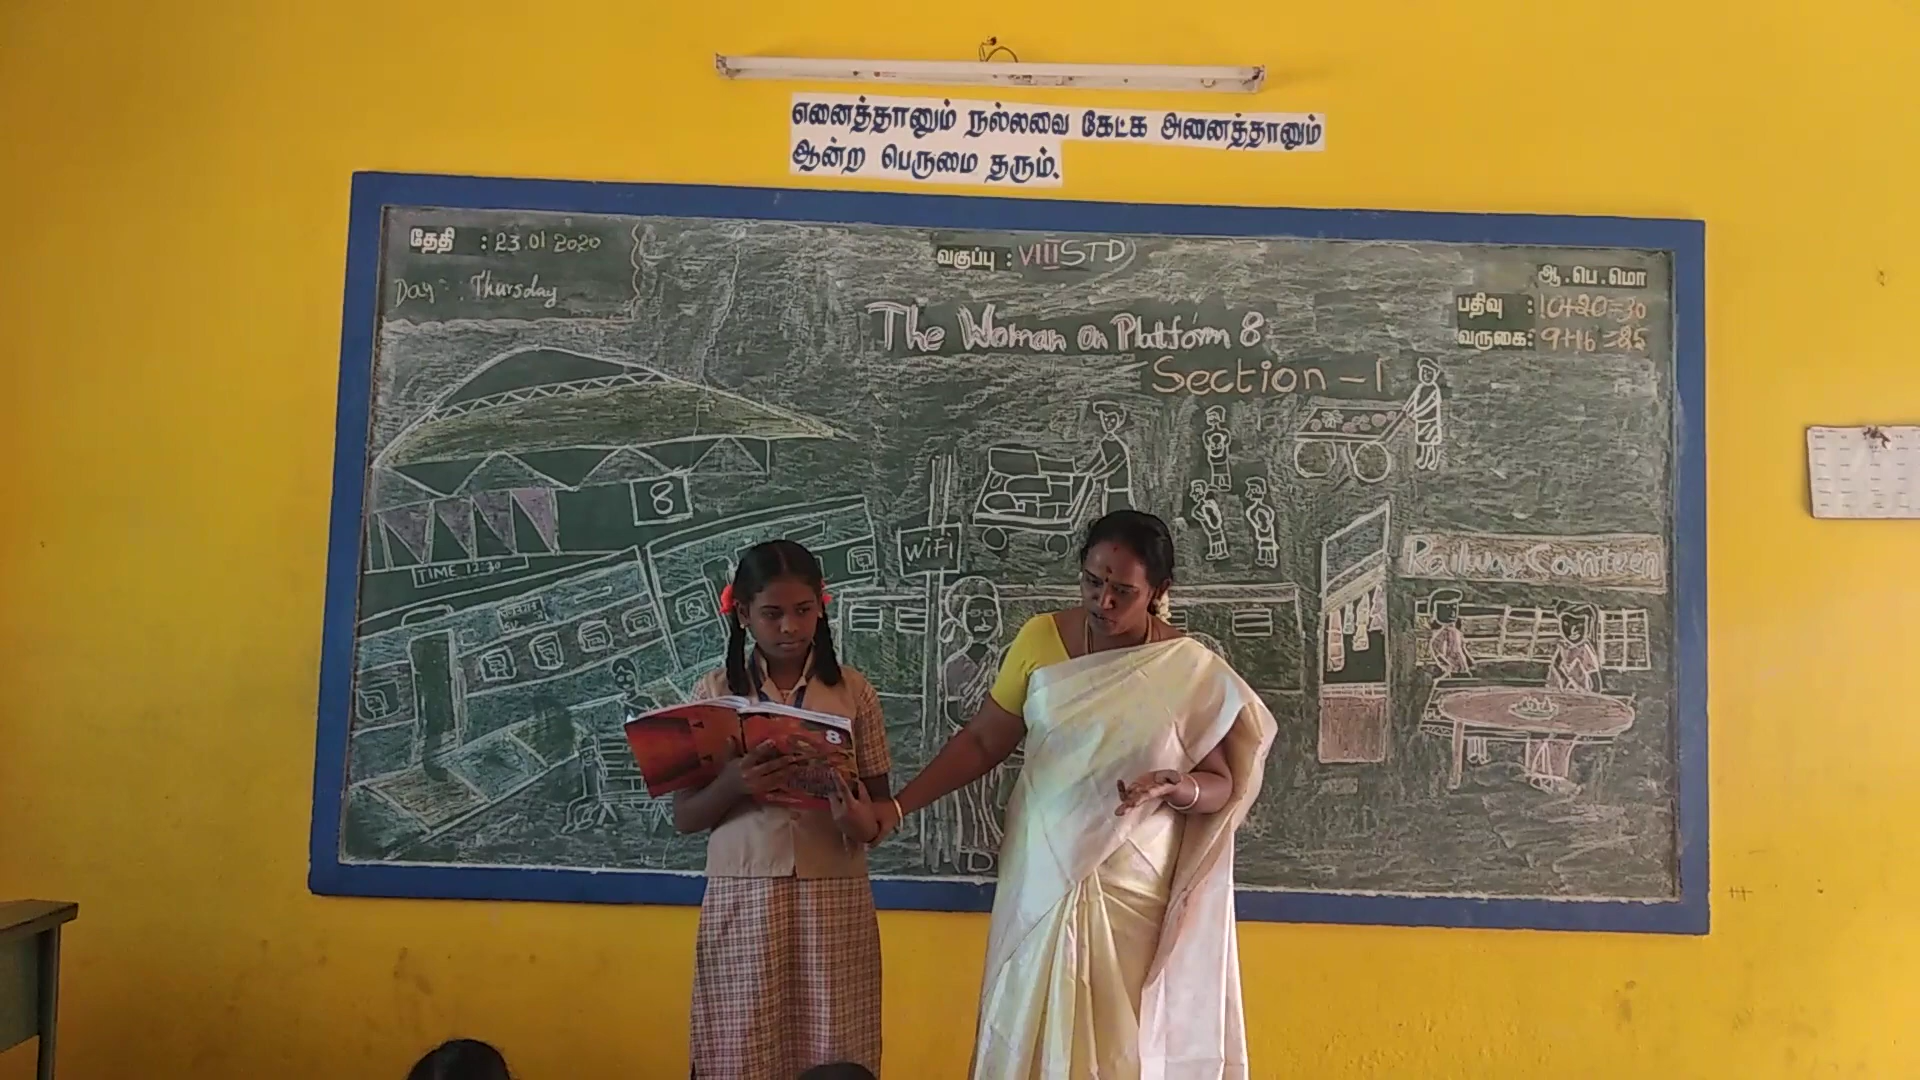 எனைத்தானும் நல்லவை கேட்க அனைத்தானும்
ஆன்ற பெருமை தரும்.
தேதி : 23.01 2020
வகுப்பு : VIII STD
ஆ.பெ.மொ
Day : Thursday
பதிவு : 10+20=30
வருகை: 9+16=25
The Woman on Platform 8
Section - 1
8
WiFi
TIME 12:30
Railway Canteen
8